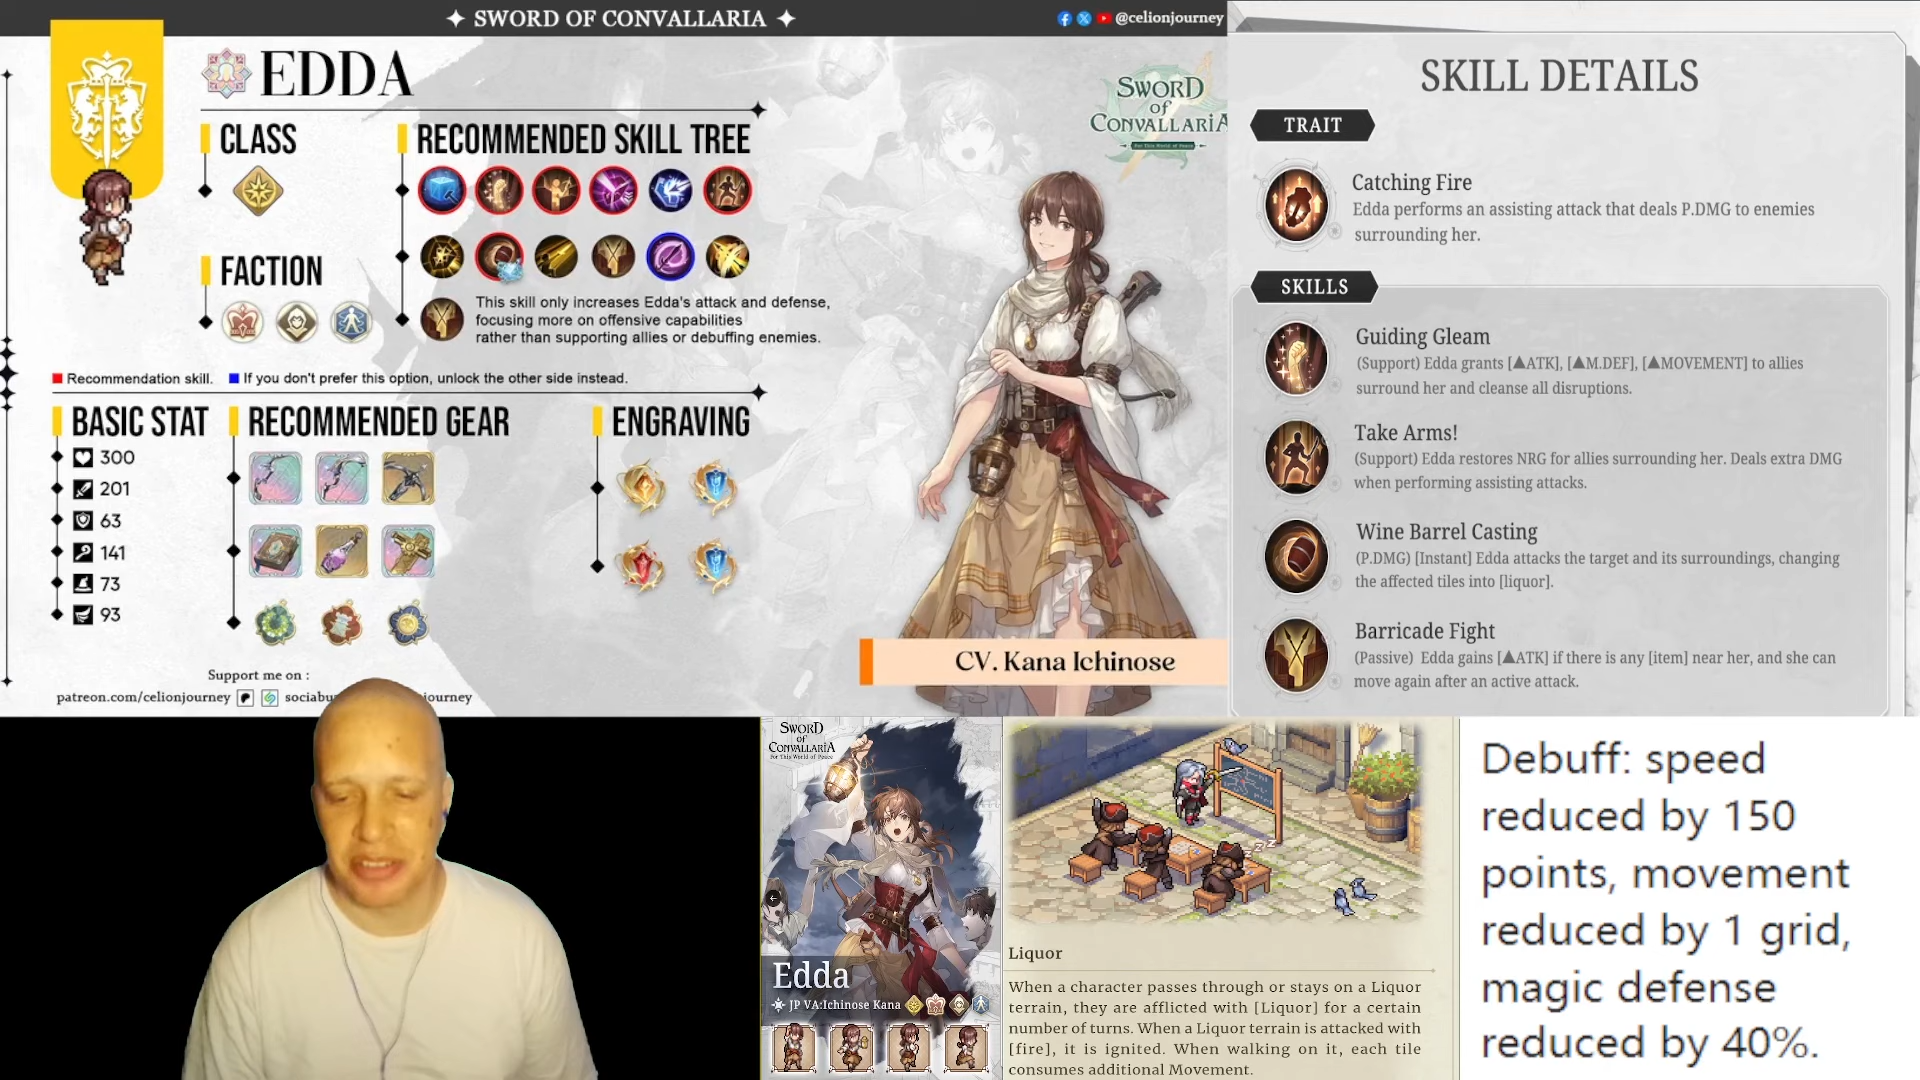 ✦ SWORD OF CONVALLARIA ✦
@celionjourney
EDDA
CLASS
RECOMMENDED SKILL TREE
FACTION
This skill only increases Edda's attack and defense,
focusing more on offensive capabilities
rather than supporting allies or debuffing enemies.
Recommendation skill.
If you don't prefer this option, unlock the other side instead.
BASIC STAT
300
201
63
141
73
93
RECOMMENDED GEAR
ENGRAVING
Support me on :
patreon.com/celionjourney
SWORD
OF
CONVALLARIA
For This World of Peace
CV. Kana Ichinose
SKILL DETAILS
TRAIT
Catching Fire
Edda performs an assisting attack that deals P.DMG to enemies
surrounding her.
SKILLS
Guiding Gleam
(Support) Edda grants [▲ATK], [▲M.DEF], [▲MOVEMENT] to allies
surround her and cleanse all disruptions.
Take Arms!
(Support) Edda restores NRG for allies surrounding her. Deals extra DMG
when performing assisting attacks.
Wine Barrel Casting
(P.DMG) [Instant] Edda attacks the target and its surroundings, changing
the affected tiles into [liquor].
Barricade Fight
(Passive) Edda gains [▲ATK] if there is any [item] near her, and she can
move again after an active attack.
SWORD
OF
CONVALLARIA
For This World of Peace
Edda
JP VA:Ichinose Kana
zzz
Liquor
When a character passes through or stays on a Liquor
terrain, they are afflicted with [Liquor] for a certain
number of turns. When a Liquor terrain is attacked with
[fire], it is ignited. When walking on it, each tile
consumes additional Movement.
Debuff: speed
reduced by 150
points, movement
reduced by 1 grid,
magic defense
reduced by 40%.